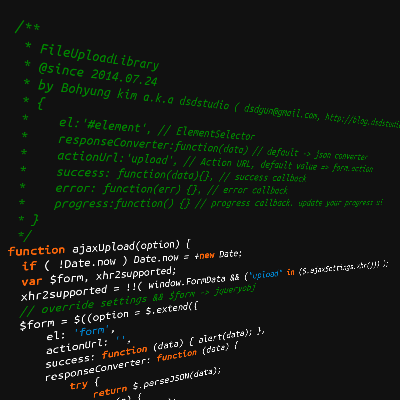 /**
* FileUploadLibrary
* @since 2014.07.24
* by Bohyung kim a.k.a dsdstudio ( dsdgun@gmail.com, http://blog.dsdstudio
* {
* el:'#element', // ElementSelector
* responseConverter:function(data) // default -> json converter
* actionUrl:'upload', // Action URL, default value => form.action
* success: function(data){}, // success callback
* error: function(err) {}, // error callback
* progress:function() {} // progress callback. update your progress ui
* }
*/
function ajaxUpload(option) {
if ( !Date.now ) Date.now = +new Date;
var $form, xhr2supported;
xhr2supported = !!( window.FormData && ("upload" in ($.ajaxSettings.xhr())) );
// override settings && $form -> jqueryobj
$form = $((option = $.extend({
el: 'form',
actionUrl: '',
success: function (data) { alert(data); },
responseConverter: function (data) {
try {
return $.parseJSON(data);